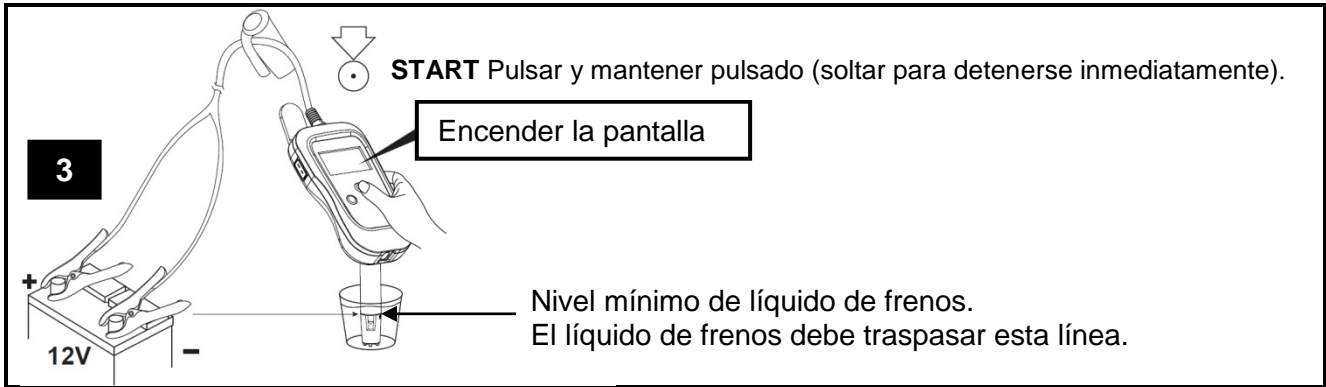 START Pulsar y mantener pulsado (soltar para detenerse inmediatamente).
Encender la pantalla
3
+
12V
-
Nivel mínimo de líquido de frenos.
El líquido de frenos debe traspasar esta línea.